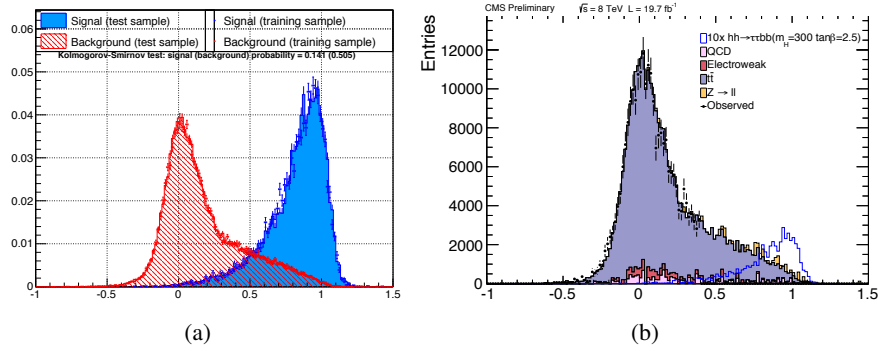 Signal (test sample) Signal (training sample)
Background (test sample) Background (training sample)
Kolmogorov-Smirnov test: signal (background) probability = 0.141 (0.505)
0.06
0.05
0.04
0.03
0.02
0.01
0
-1 -0.5 0 0.5 1 1.5
(a)
CMS Preliminary √s = 8 TeV L = 19.7 fb⁻¹
Entries
12000
10000
8000
6000
4000
2000
0
10x hh→ττbb(mH=300 tanβ=2.5)
QCD
Electroweak
tt̄
Z → ll
Observed
-1 -0.5 0 0.5 1 1.5
(b)